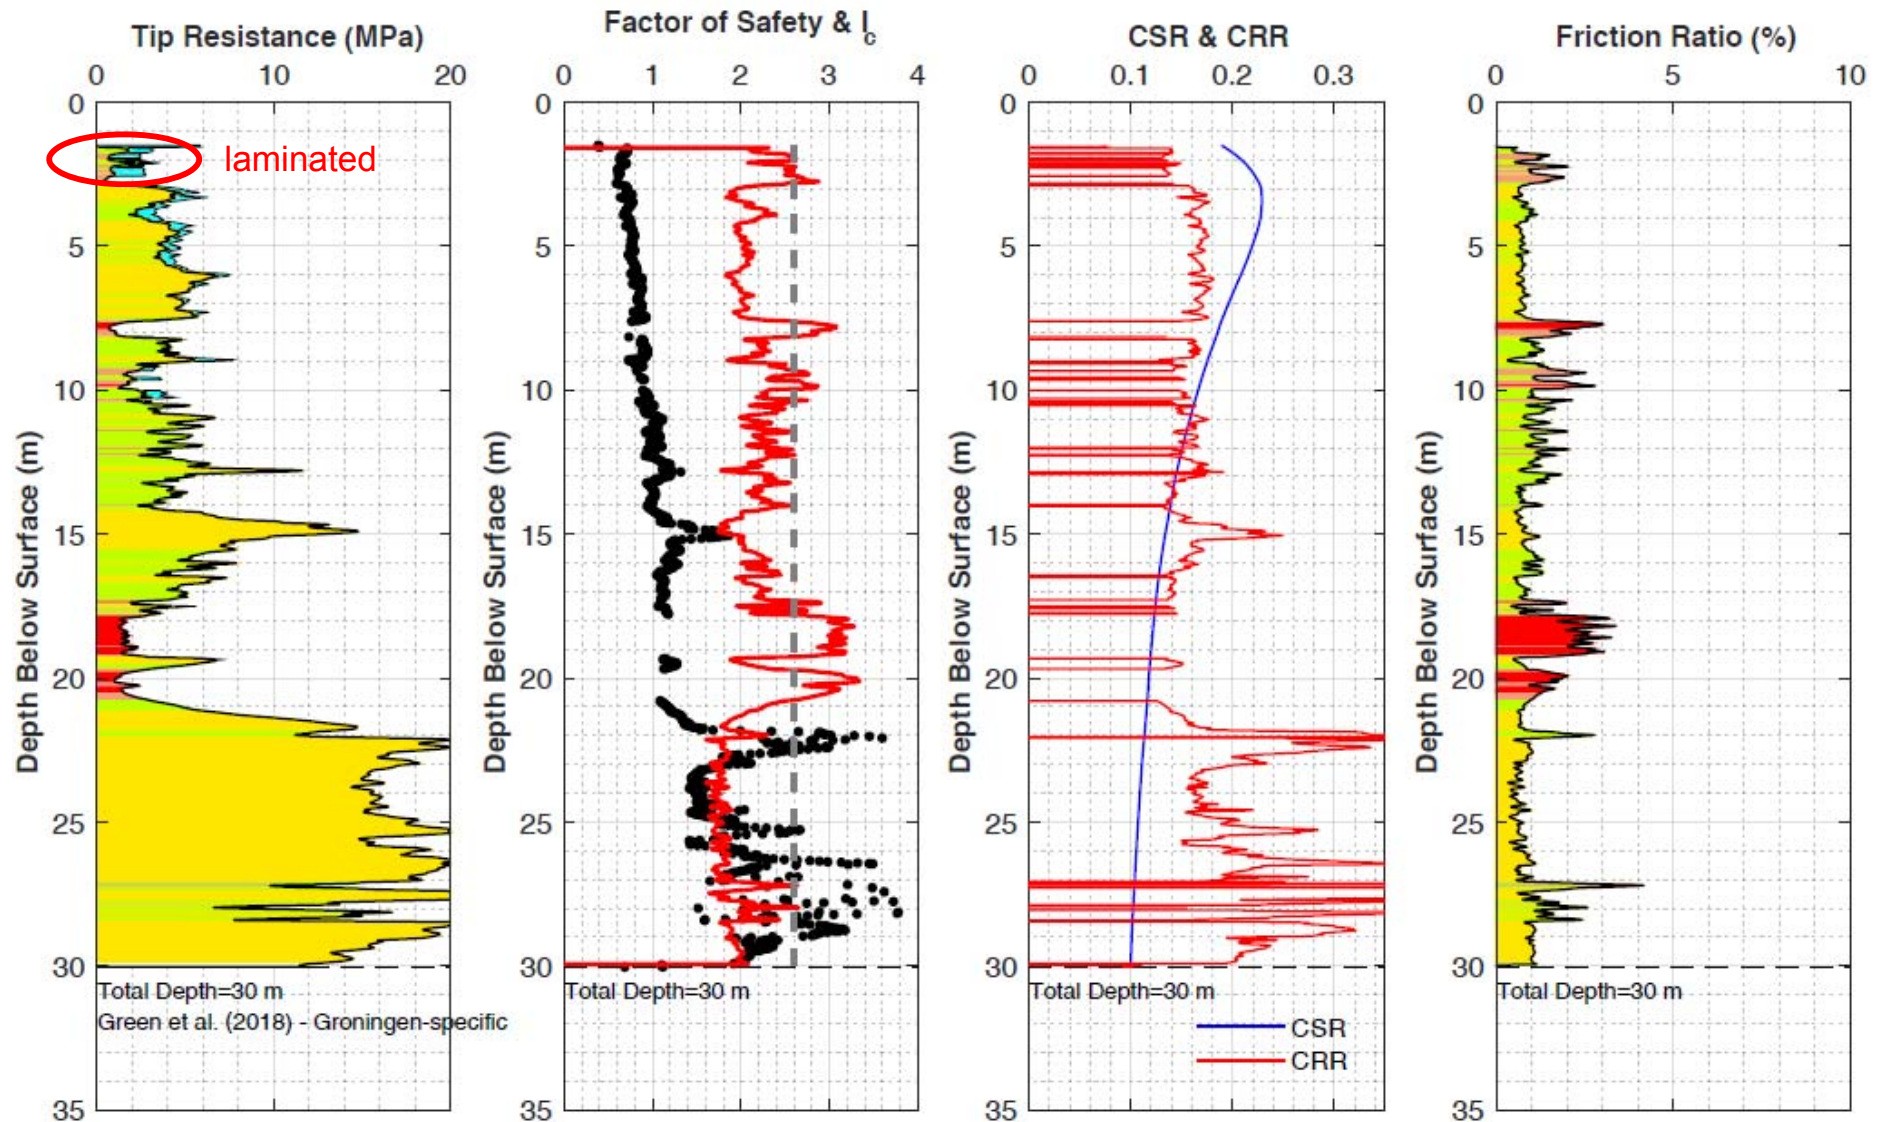 Tip Resistance (MPa)
0 10 20
0
5
10
15
20
25
30
35
Depth Below Surface (m)
laminated
Total Depth=30 m
Green et al. (2018) - Groningen-specific
Factor of Safety & Ic
0 1 2 3 4
0
5
10
15
20
25
30
35
Depth Below Surface (m)
Total Depth=30 m
CSR & CRR
0 0.1 0.2 0.3
0
5
10
15
20
25
30
35
Depth Below Surface (m)
Total Depth=30 m
CSR
CRR
Friction Ratio (%)
0 5 10
0
5
10
15
20
25
30
35
Depth Below Surface (m)
Total Depth=30 m